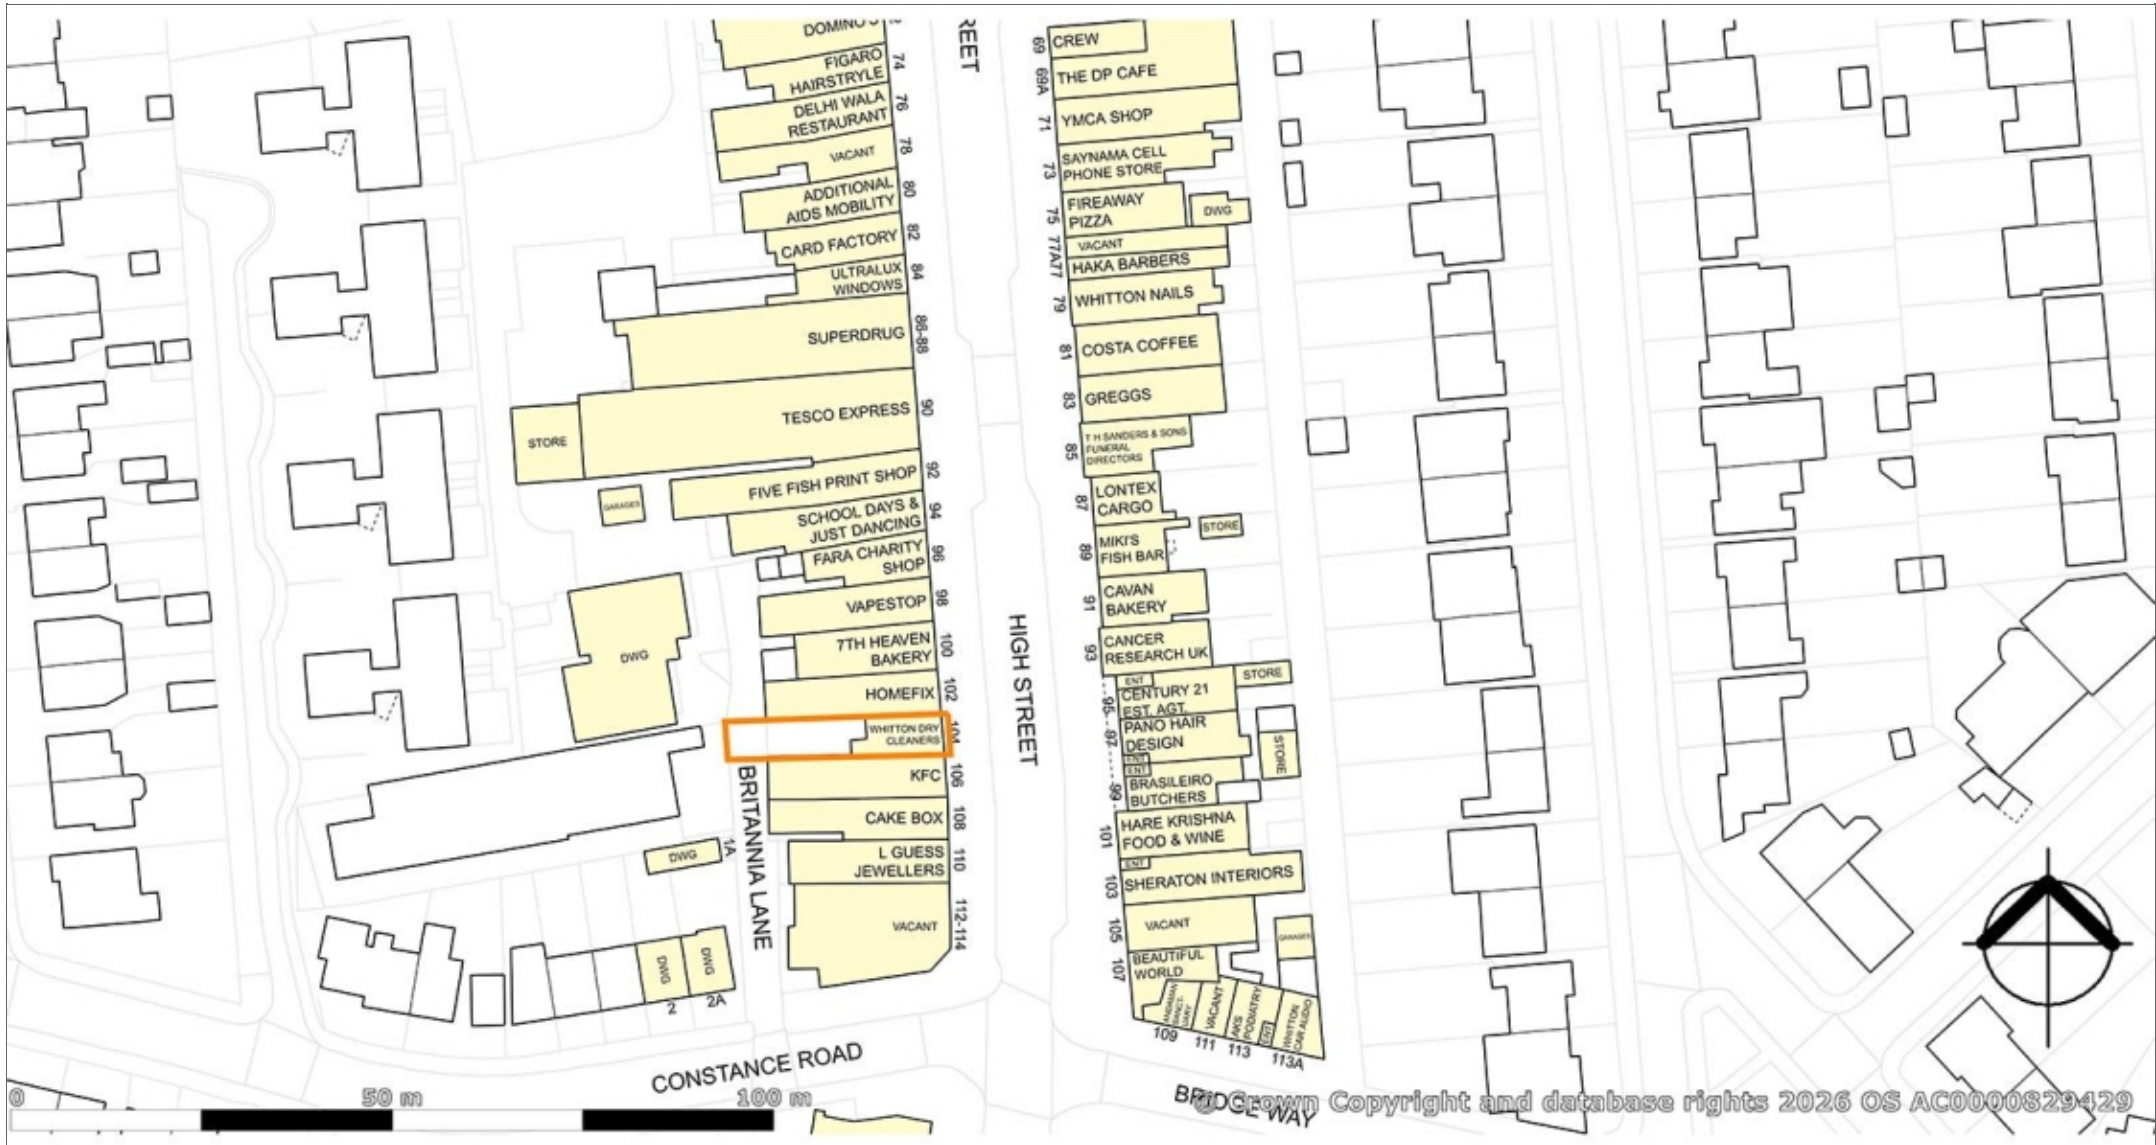 DOMINO'S
FIGARO
HAIRSTRYLE
74
DELHI WALA
RESTAURANT
76
VACANT
78
ADDITIONAL
AIDS MOBILITY
80
CARD FACTORY
82
ULTRALUX
WINDOWS
84
SUPERDRUG
86-88
TESCO EXPRESS
90
STORE
FIVE FISH PRINT SHOP
92
GARAGES
SCHOOL DAYS &
JUST DANCING
94
FARA CHARITY
SHOP
96
VAPESTOP
98
7TH HEAVEN
BAKERY
100
DWG
HOMEFIX
102
WHITTON DRY
CLEANERS
104
KFC
106
CAKE BOX
108
L GUESS
JEWELLERS
110
VACANT
112-114
DWG
1A
DWG
2
DWG
2A
BRITANNIA LANE
CONSTANCE ROAD
REET
HIGH STREET
69
CREW
69A
THE DP CAFE
71
YMCA SHOP
73
SAYNAMA CELL
PHONE STORE
75
FIREAWAY
PIZZA
DWG
77A
VACANT
77
HAKA BARBERS
79
WHITTON NAILS
81
COSTA COFFEE
83
GREGGS
85
T H SANDERS & SONS
FUNERAL
DIRECTORS
87
LONTEX
CARGO
STORE
89
MIKI'S
FISH BAR
91
CAVAN
BAKERY
93
CANCER
RESEARCH UK
STORE
ENT
95
CENTURY 21
EST. AGT.
97
PANO HAIR
DESIGN
STORE
ENT
ENT
99
BRASILEIRO
BUTCHERS
101
HARE KRISHNA
FOOD & WINE
ENT
103
SHERATON INTERIORS
105
VACANT
GARAGES
107
BEAUTIFUL
WORLD
109
VACANT
111
AKS
PODIATRY
113
ENT
WHITTON
CAR AUDIO
113A
BRIDGE WAY
0
50 m
100 m
© Crown Copyright and database rights 2026 OS AC0000829429